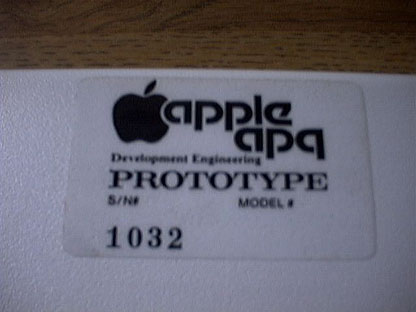 apple
apq
Development Engineering
PROTOTYPE
S/N# MODEL #
1032